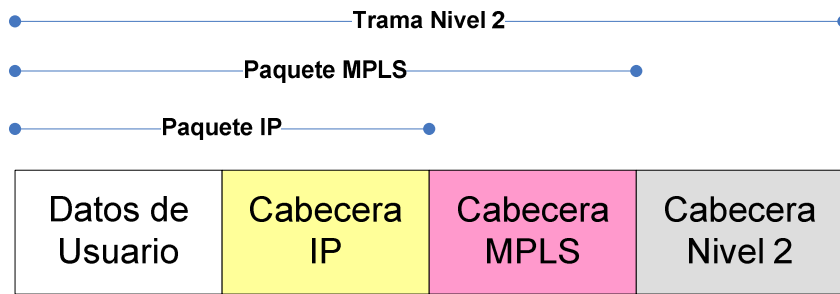 Trama Nivel 2
Paquete MPLS
Paquete IP
Datos de
Usuario
Cabecera
IP
Cabecera
MPLS
Cabecera
Nivel 2